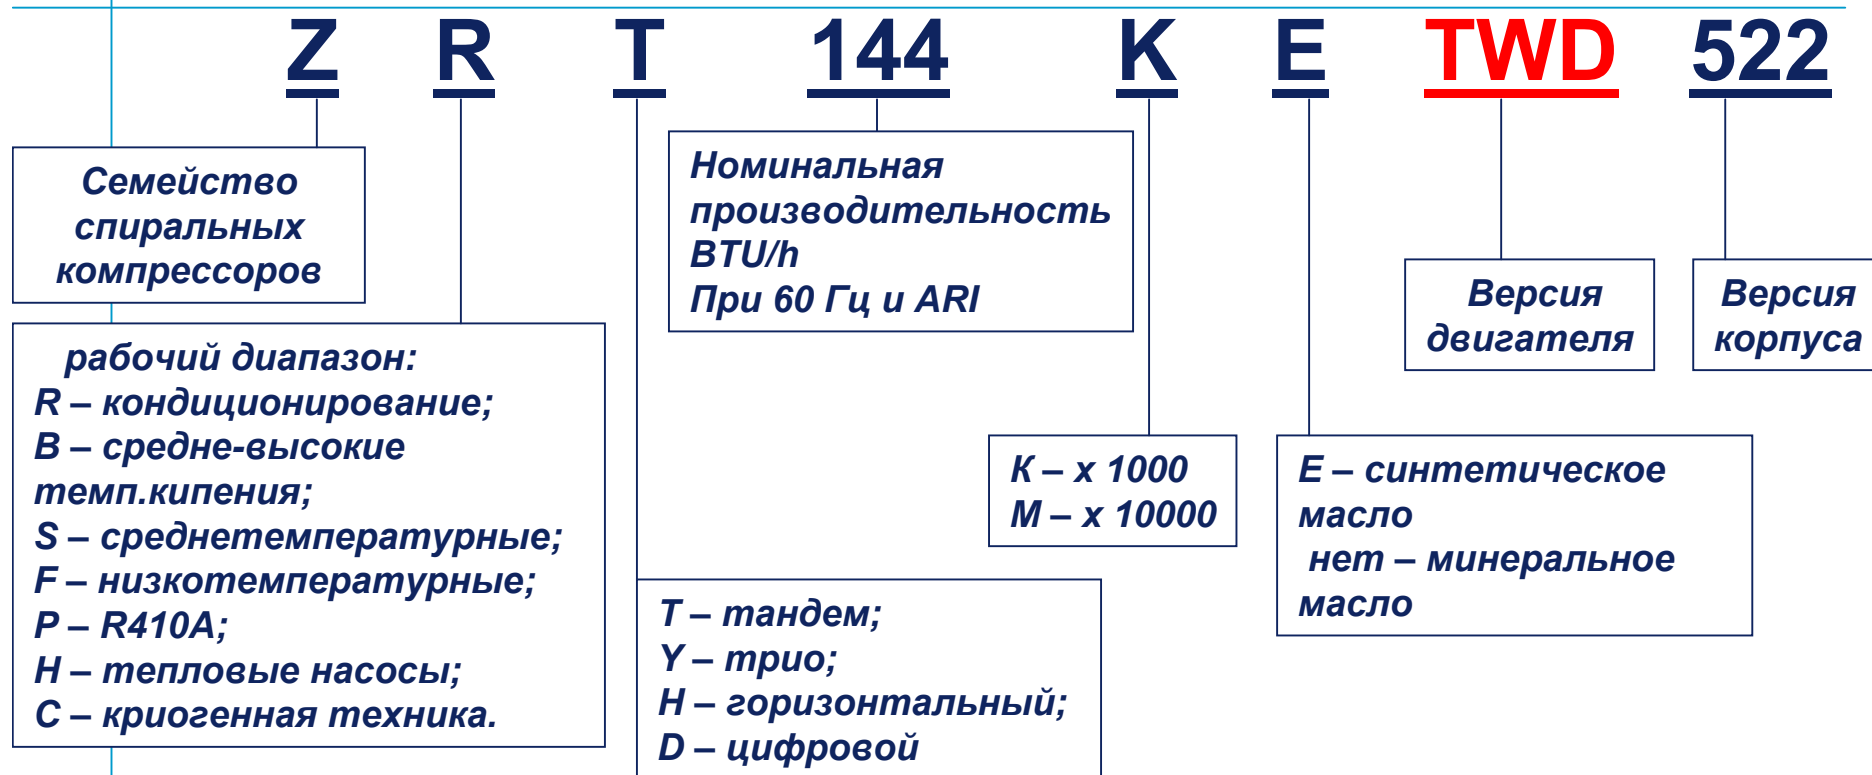 Z R T 144 K E TWD 522
Семейство
спиральных
компрессоров
Номинальная
производительность
BTU/h
При 60 Гц и ARI
Версия
двигателя
Версия
корпуса
рабочий диапазон:
R – кондиционирование;
B – средне-высокие
темп.кипения;
S – среднетемпературные;
F – низкотемпературные;
P – R410A;
H – тепловые насосы;
C – криогенная техника.
К – х 1000
М – х 10000
E – синтетическое
масло
нет – минеральное
масло
T – тандем;
Y – трио;
H – горизонтальный;
D – цифровой